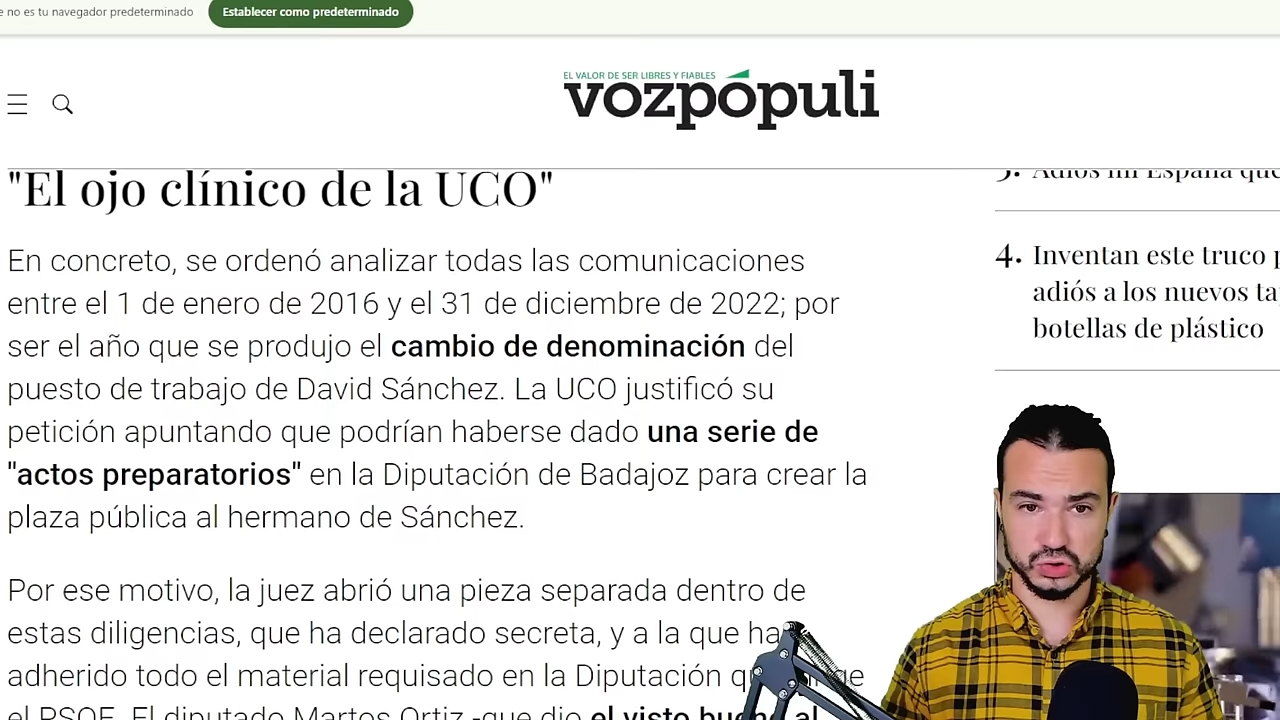 no es tu navegador predeterminado
Establecer como predeterminado
EL VALOR DE SER LIBRES Y FIABLES
vozpópuli
"El ojo clínico de la UCO"
En concreto, se ordenó analizar todas las comunicaciones
entre el 1 de enero de 2016 y el 31 de diciembre de 2022; por
ser el año que se produjo el cambio de denominación del
puesto de trabajo de David Sánchez. La UCO justificó su
petición apuntando que podrían haberse dado una serie de
"actos preparatorios" en la Diputación de Badajoz para crear la
plaza pública al hermano de Sánchez.
Por ese motivo, la juez abrió una pieza separada dentro de
estas diligencias, que ha declarado secreta, y a la que ha
adherido todo el material requisado en la Diputación
el PSOE. El diputado Martos Ortiz -que dio el visto bueno al
3. Adiós mi España
4. Inventan este truco
adiós a los nuevos
botellas de plástico